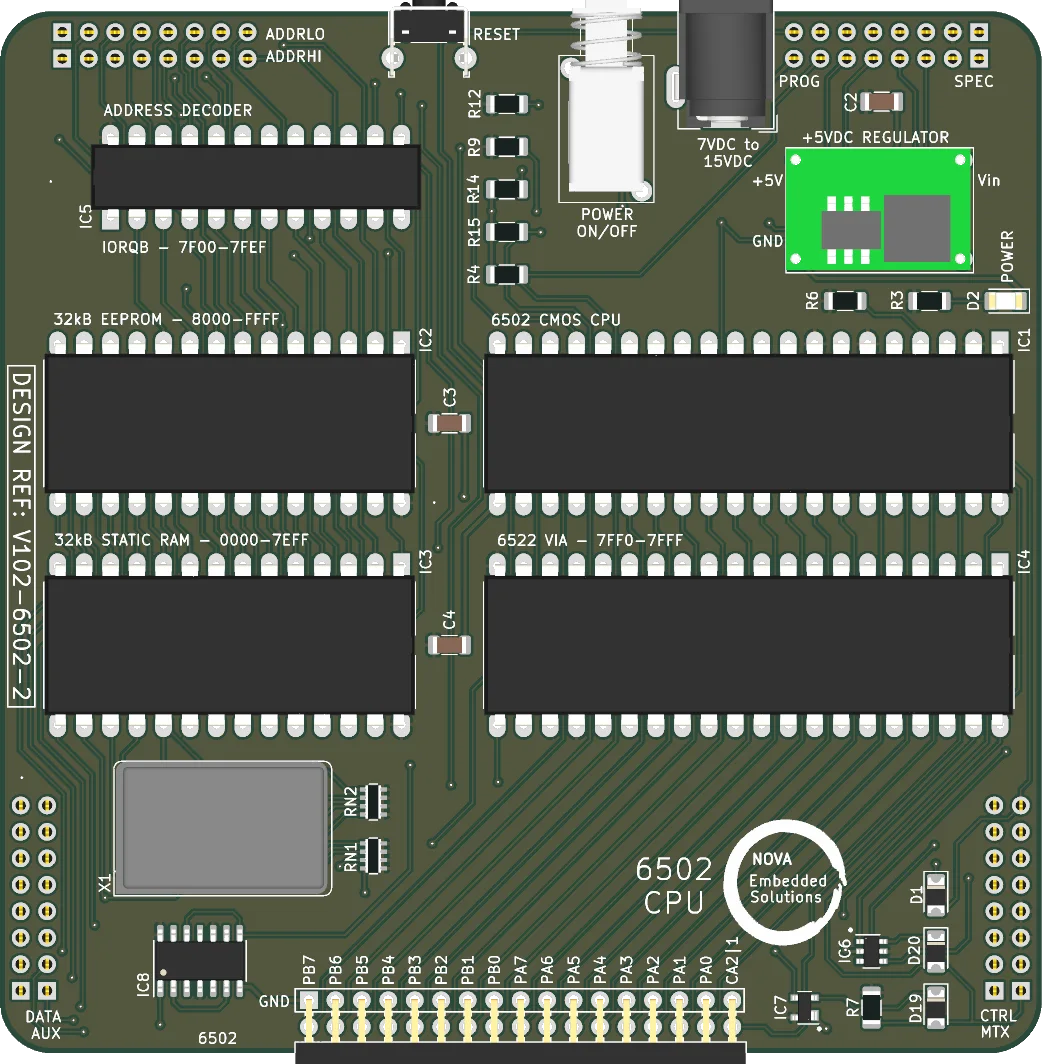 ADDRLO
ADDRHI
RESET
PROG
SPEC
ADDRESS DECODER
R12
R9
R14
R15
R4
7VDC to
15VDC
C2
+5VDC REGULATOR
+5V
Vin
GND
POWER
ON/OFF
IC5
IORQB - 7F00-7FEF
POWER
R6
R3
D2
32kB EEPROM - 8000-FFFF
IC2
6502 CMOS CPU
IC1
DESIGN REF: V102-6502-2
C3
32kB STATIC RAM - 0000-7EFF
IC3
6522 VIA - 7FF0-7FFF
IC4
C4
X1
RN2
RN1
6502
CPU
NOVA
Embedded
Solutions
D1
IC6
D20
IC8
IC7
R7
D19
GND
PB7
PB6
PB5
PB4
PB3
PB2
PB1
PB0
PA7
PA6
PA5
PA4
PA3
PA2
PA1
PA0
CA2|1
DATA
AUX
6502
CTRL
MTX